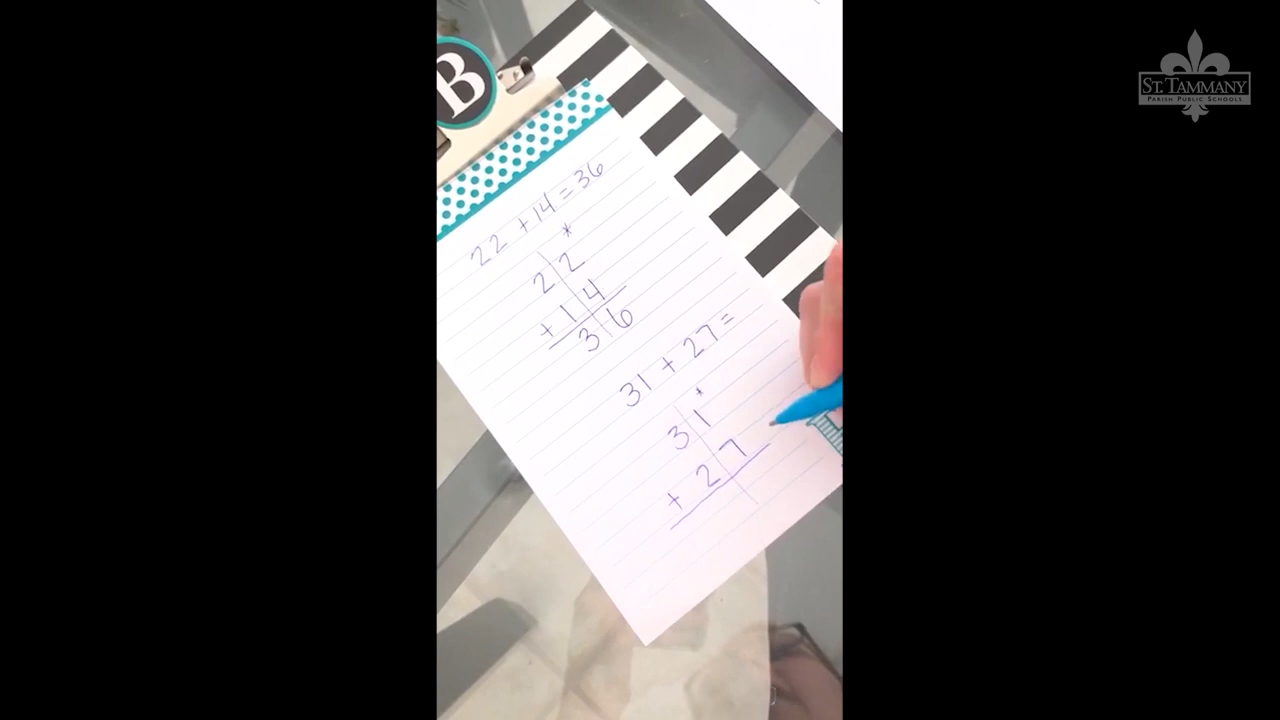 B
22 + 14 = 36
*
2 2
+ 1 4
3 6
31 + 27 =
*
3 1
+ 2 7
ST. TAMMANY
PARISH PUBLIC SCHOOLS